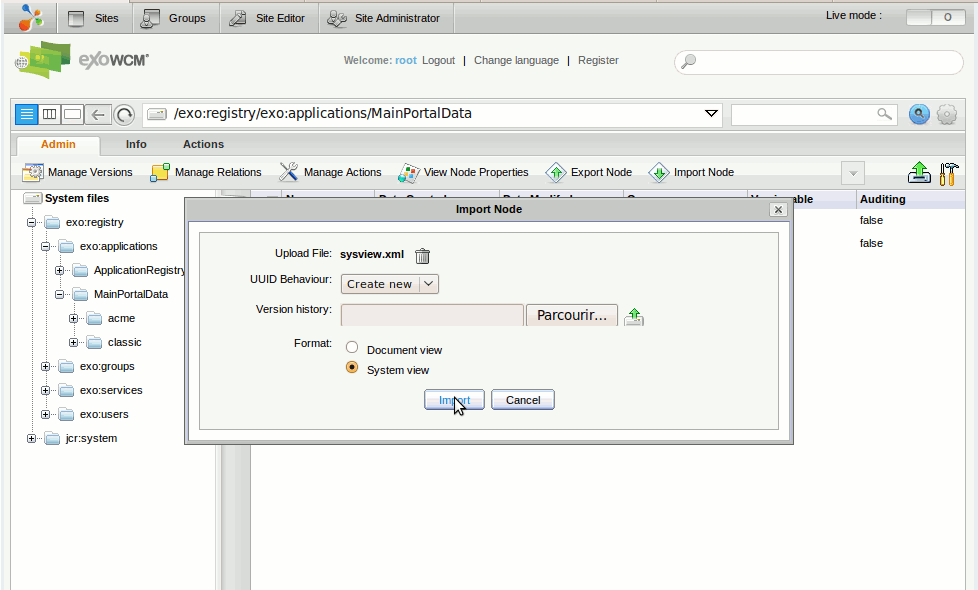 Sites Groups Site Editor Site Administrator Live mode :
exoWCM Welcome: root Logout | Change language | Register
/exo:registry/exo:applications/MainPortalData
Admin Info Actions
Manage Versions Manage Relations Manage Actions View Node Properties Export Node Import Node
System files Auditing
exo:registry false
exo:applications false
ApplicationRegistry
MainPortalData
acme
classic
exo:groups
exo:services
exo:users
jcr:system
Import Node
Upload File: sysview.xml
UUID Behaviour: Create new
Version history: Parcourir...
Format: Document view
System view
Import Cancel